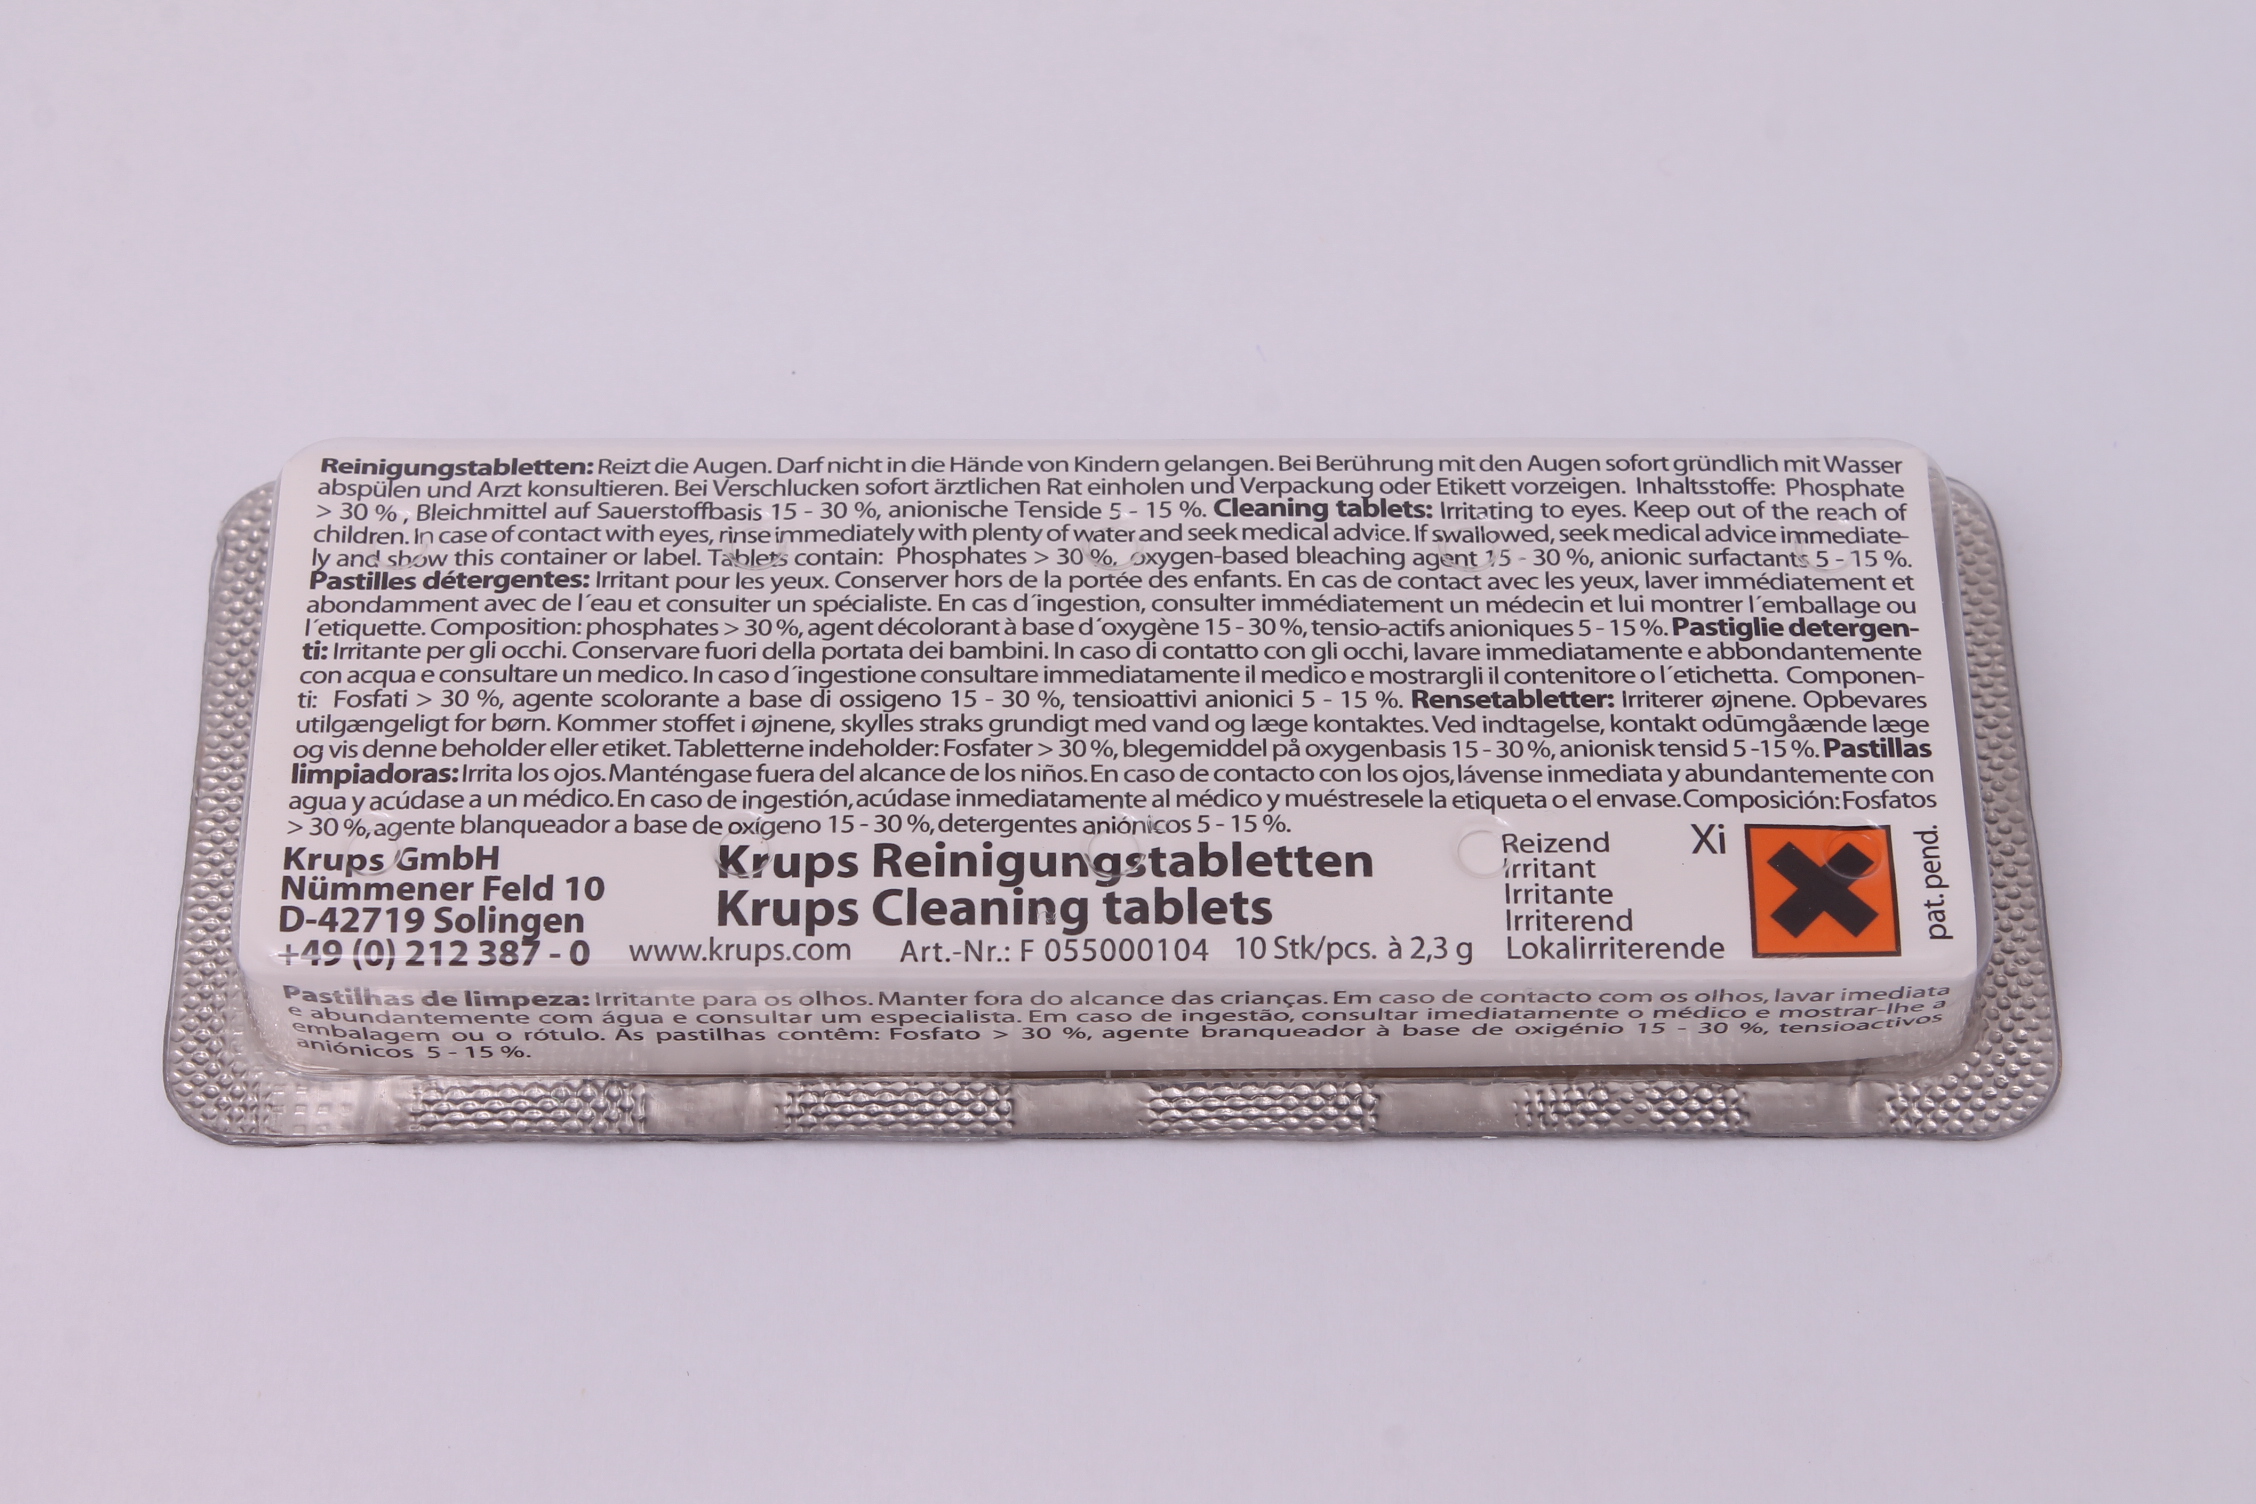 Reinigungstabletten: Reizt die Augen. Darf nicht in die Hände von Kindern gelangen. Bei Berührung mit den Augen sofort gründlich mit Wasser
abspülen und Arzt konsultieren. Bei Verschlucken sofort ärztlichen Rat einholen und Verpackung oder Etikett vorzeigen. Inhaltsstoffe: Phosphate
> 30 % , Bleichmittel auf Sauerstoffbasis 15 - 30 %, anionische Tenside 5 - 15 %. Cleaning tablets: Irritating to eyes. Keep out of the reach of
children. In case of contact with eyes, rinse immediately with plenty of water and seek medical advice. If swallowed, seek medical advice immediate-
ly and show this container or label. Tablets contain: Phosphates > 30 %, oxygen-based bleaching agent 15 - 30 %, anionic surfactants 5 - 15 %.
Pastilles détergentes: Irritant pour les yeux. Conserver hors de la portée des enfants. En cas de contact avec les yeux, laver immédiatement et
abondamment avec de l´eau et consulter un spécialiste. En cas d´ingestion, consulter immédiatement un médecin et lui montrer l´emballage ou
l´etiquette. Composition: phosphates > 30 %, agent décolorant à base d´oxygène 15 - 30 %, tensio-actifs anioniques 5 - 15 %. Pastiglie detergen-
ti: Irritante per gli occhi. Conservare fuori della portata dei bambini. In caso di contatto con gli occhi, lavare immediatamente e abbondantemente
con acqua e consultare un medico. In caso d´ingestione consultare immediatamente il medico e mostrargli il contenitore o l´etichetta. Componen-
ti: Fosfati > 30 %, agente scolorante a base di ossigeno 15 - 30 %, tensioattivi anionici 5 - 15 %. Rensetabletter: Irriterer øjnene. Opbevares
utilgængeligt for børn. Kommer stoffet i øjnene, skylles straks grundigt med vand og læge kontaktes. Ved indtagelse, kontakt odūmgåænde læge
og vis denne beholder eller etiket. Tabletterne indeholder: Fosfater > 30 %, blegemiddel på oxygenbasis 15 - 30 %, anionisk tensid 5 -15 %. Pastillas
limpiadoras: Irrita los ojos. Manténgase fuera del alcance de los niños. En caso de contacto con los ojos, lávense inmediata y abundantemente con
agua y acúdase a un médico. En caso de ingestión, acúdase inmediatamente al médico y muéstresele la etiqueta o el envase. Composición: Fosfatos
> 30 %, agente blanqueador a base de oxígeno 15 - 30 %, detergentes aniónicos 5 - 15 %.
Krups GmbH
Nümmener Feld 10
D-42719 Solingen
+49 (0) 212 387 - 0
Krups Reinigungstabletten
Krups Cleaning tablets
www.krups.com Art.-Nr.: F 055000104 10 Stk/pcs. à 2,3 g
Reizend
Irritant
Irritante
Irriterend
Lokalirriterende
Xi
pat. pend.
Pastilhas de limpeza: Irritante para os olhos. Manter fora do alcance das crianças. Em caso de contacto com os olhos, lavar imediata
e abundantemente com água e consultar um especialista. Em caso de ingestão, consultar imediatamente o médico e mostrar-lhe a
embalagem ou o rótulo. As pastilhas contêm: Fosfato > 30 %, agente branqueador à base de oxigénio 15 - 30 %, tensioactivos
aniónicos 5 - 15 %.